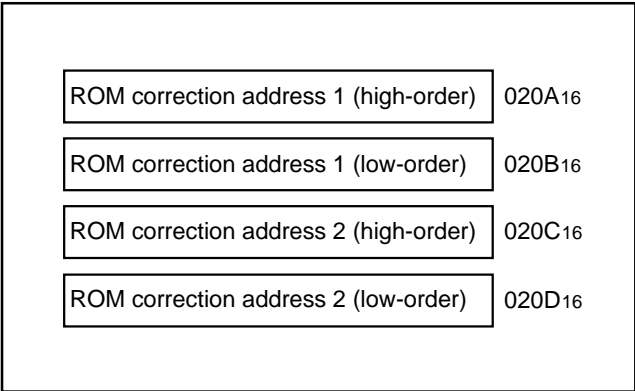 ROM correction address 1 (high-order) 020A16
ROM correction address 1 (low-order) 020B16
ROM correction address 2 (high-order) 020C16
ROM correction address 2 (low-order) 020D16